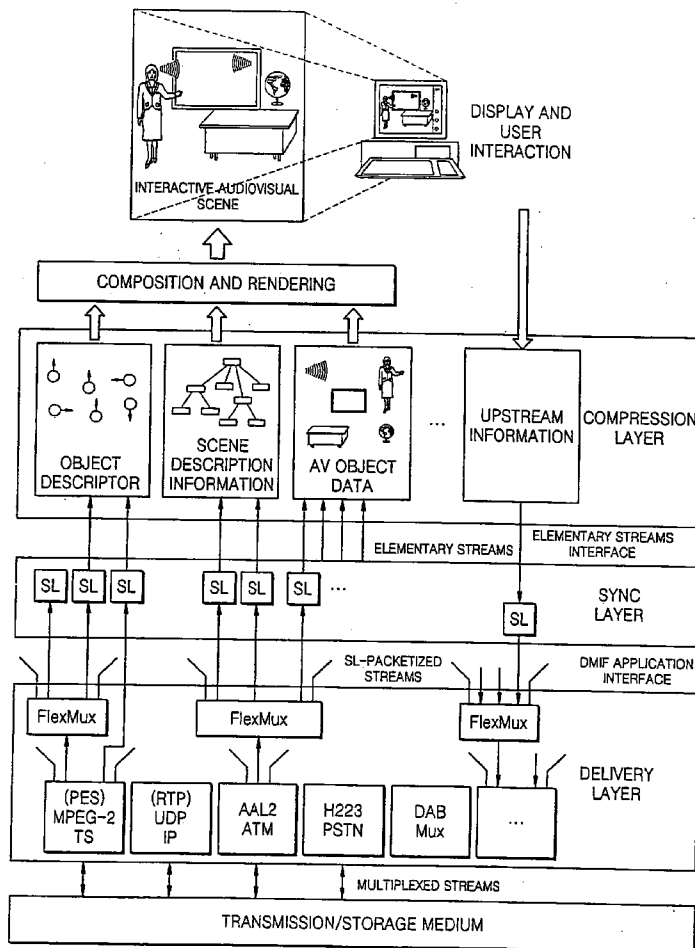 DISPLAY AND
USER
INTERACTION
INTERACTIVE AUDIOVISUAL
SCENE
COMPOSITION AND RENDERING
OBJECT
DESCRIPTOR
SCENE
DESCRIPTION
INFORMATION
AV OBJECT
DATA
...
UPSTREAM
INFORMATION
COMPRESSION
LAYER
ELEMENTARY STREAMS
ELEMENTARY STREAMS
INTERFACE
SL
SL
SL
SL
SL
SL
...
SL
SYNC
LAYER
SL-PACKETIZED
STREAMS
DMIF APPLICATION
INTERFACE
FlexMux
FlexMux
FlexMux
(PES)
MPEG-2
TS
(RTP)
UDP
IP
AAL2
ATM
H223
PSTN
DAB
Mux
...
DELIVERY
LAYER
MULTIPLEXED STREAMS
TRANSMISSION/STORAGE MEDIUM